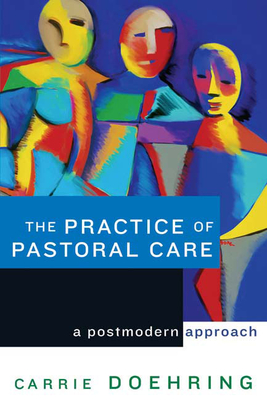 THE PRACTICE OF
PASTORAL CARE
a postmodern approach
CARRIE DOEHRING